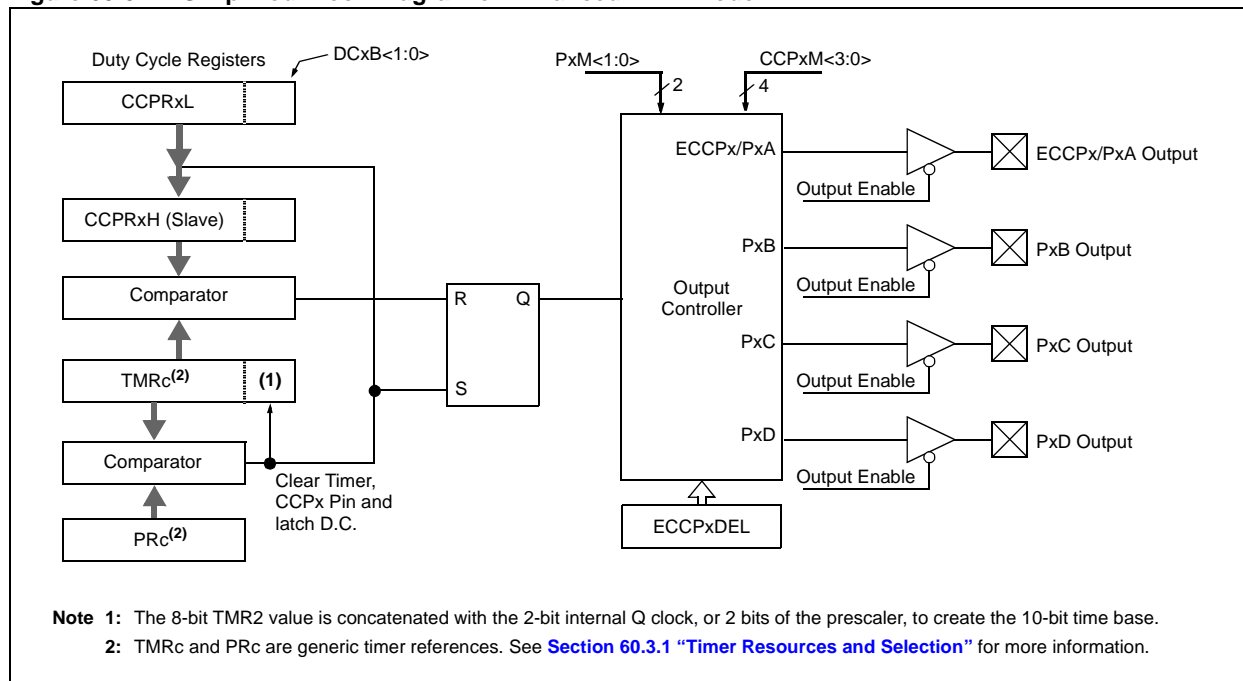 Duty Cycle Registers
DCxB<1:0>
CCPRxL
CCPRxH (Slave)
Comparator
TMRc(2)
(1)
Comparator
PRc(2)
Clear Timer,
CCPx Pin and
latch D.C.
R
Q
S
PxM<1:0>
2
CCPxM<3:0>
4
Output
Controller
ECCPx/PxA
PxB
PxC
PxD
ECCPxDEL
Output Enable
ECCPx/PxA Output
Output Enable
PxB Output
Output Enable
PxC Output
Output Enable
PxD Output
Note 1: The 8-bit TMR2 value is concatenated with the 2-bit internal Q clock, or 2 bits of the prescaler, to create the 10-bit time base.
2: TMRc and PRc are generic timer references. See Section 60.3.1 “Timer Resources and Selection” for more information.